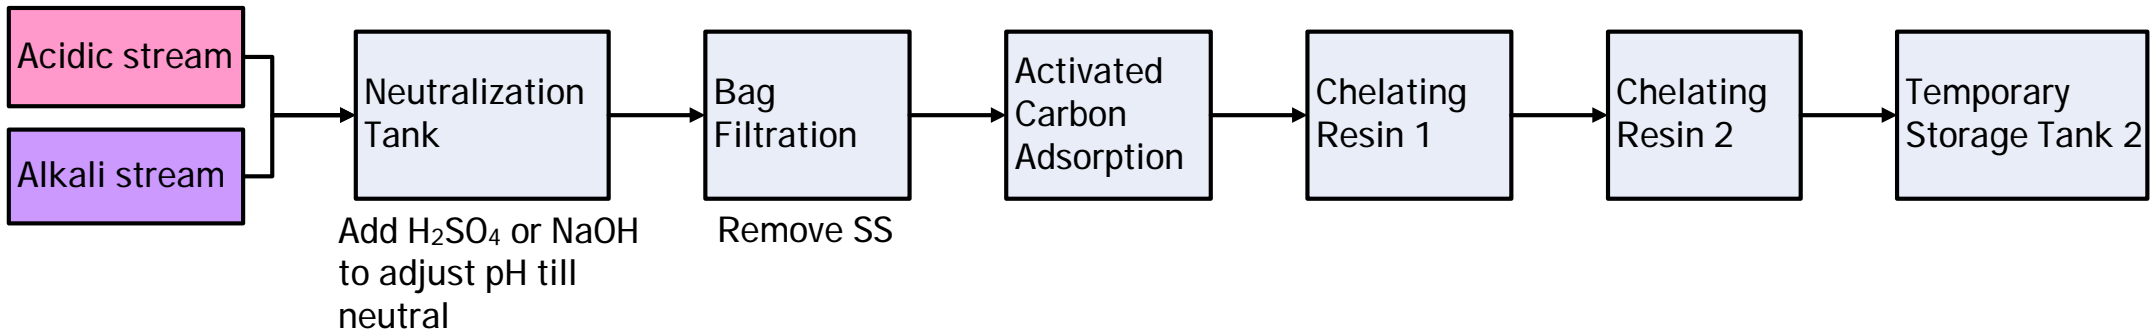 Acidic stream
Alkali stream
Neutralization
Tank
Add H₂SO₄ or NaOH
to adjust pH till
neutral
Bag
Filtration
Remove SS
Activated
Carbon
Adsorption
Chelating
Resin 1
Chelating
Resin 2
Temporary
Storage Tank 2